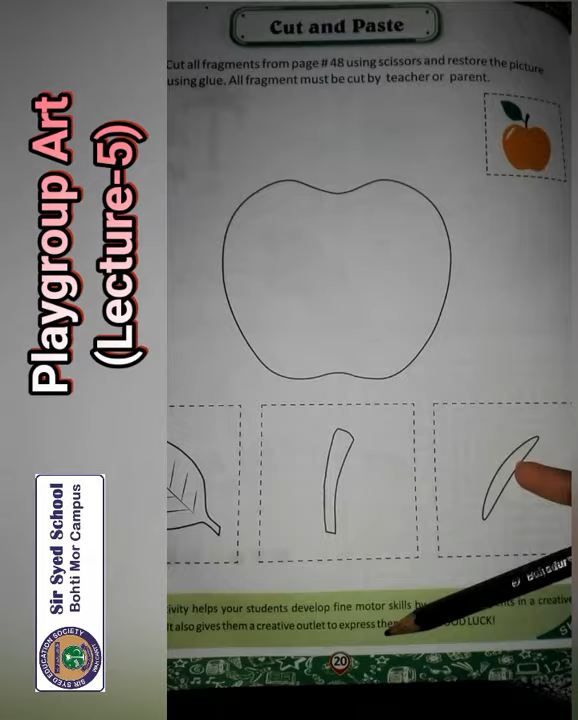 Playgroup Art
(Lecture-5)
Sir Syed School
Bohti Mor Campus
SIR SYED EDUCATION SOCIETY
Cut and Paste
Cut all fragments from page # 48 using scissors and restore the picture
using glue. All fragment must be cut by teacher or parent.
ivity helps your students develop fine motor skills by in a creative
It also gives them a creative outlet to express GOOD LUCK!
20